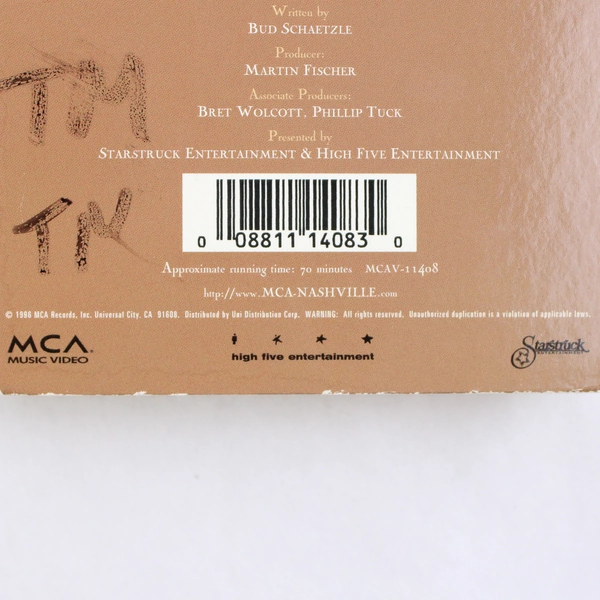 Written by
BUD SCHAETZLE
Producer:
MARTIN FISCHER
Associate Producers:
BRET WOLCOTT, PHILLIP TUCK
Presented by
STARSTRUCK ENTERTAINMENT & HIGH FIVE ENTERTAINMENT
TM
TM
0 08811 14083 0
Approximate running time: 70 minutes MCAV-11408
http://www.MCA-NASHVILLE.com
© 1996 MCA Records, Inc. Universal City, CA 91608. Distributed by Uni Distribution Corp. WARNING: All rights reserved. Unauthorized duplication is a violation of applicable laws.
MCA
MUSIC VIDEO
high five entertainment
Starstruck
ENTERTAINMENT